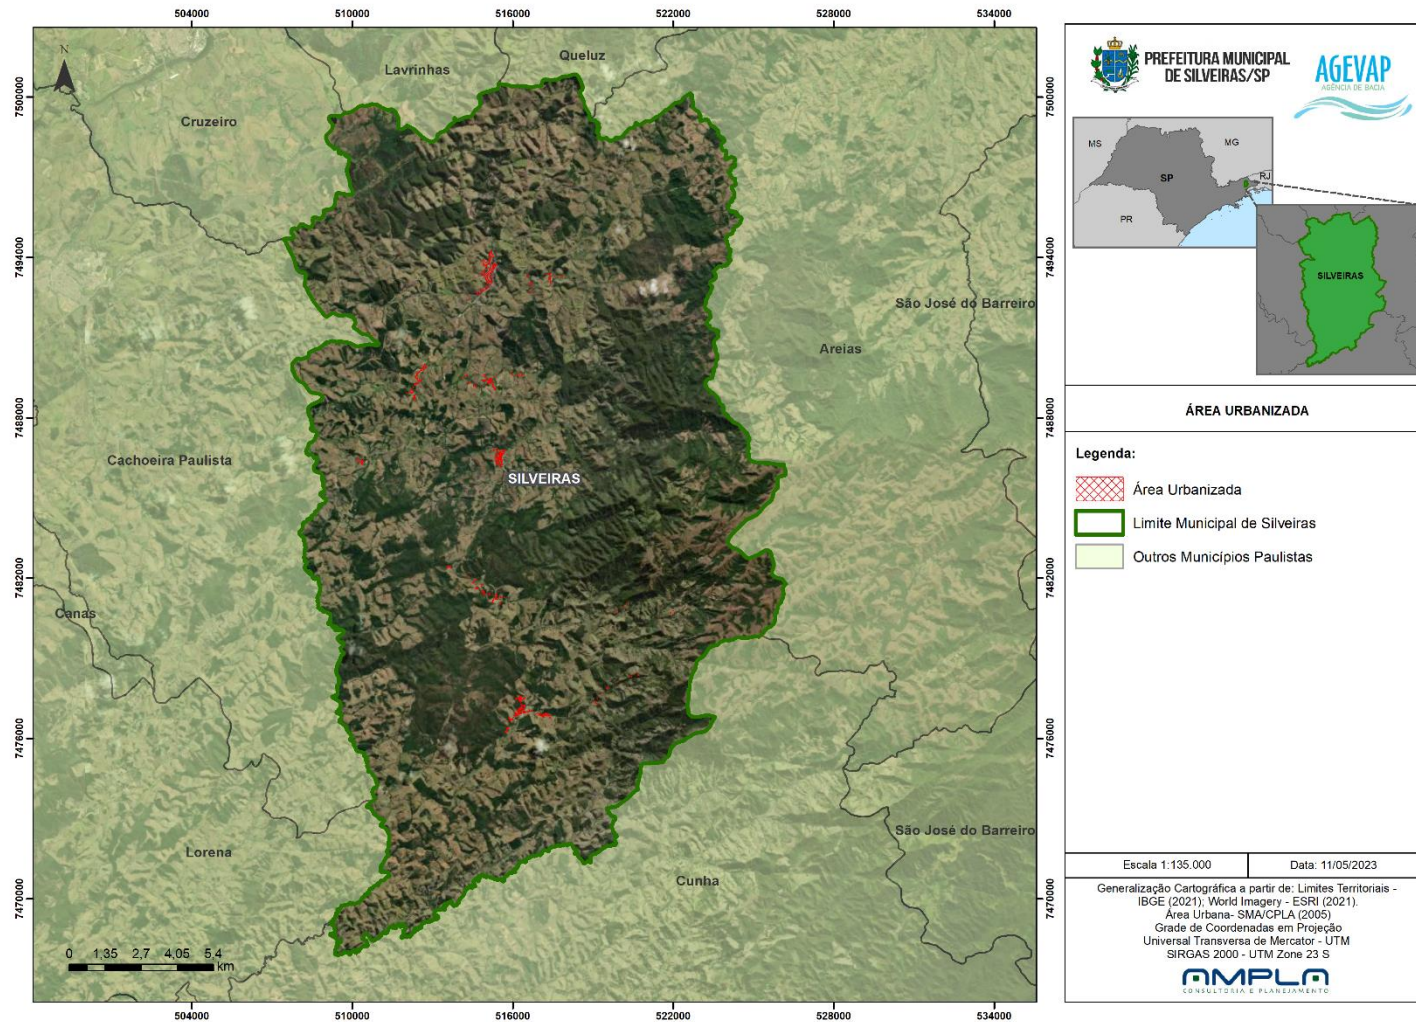 504000
510000
516000
522000
528000
534000
7500000
7494000
7488000
7482000
7476000
7470000
N
Lavrinhas
Queluz
Cruzeiro
São José do Barreiro
Areias
Cachoeira Paulista
SILVEIRAS
Canas
São José do Barreiro
Lorena
Cunha
0 1,35 2,7 4,05 5,4
km
7500000
7494000
7488000
7482000
7476000
7470000
504000
510000
516000
522000
528000
534000
PREFEITURA MUNICIPAL
DE SILVEIRAS/SP
AGEVAP
AGÊNCIA DE BACIA
MS
MG
SP
RJ
PR
SILVEIRAS
ÁREA URBANIZADA
Legenda:
Área Urbanizada
Limite Municipal de Silveiras
Outros Municípios Paulistas
Escala 1:135.000
Data: 11/05/2023
Generalização Cartográfica a partir de: Limites Territoriais -
IBGE (2021); World Imagery - ESRI (2021).
Área Urbana- SMA/CPLA (2005)
Grade de Coordenadas em Projeção
Universal Transversa de Mercator - UTM
SIRGAS 2000 - UTM Zone 23 S
AMPLA
CONSULTORIA E PLANEJAMENTO